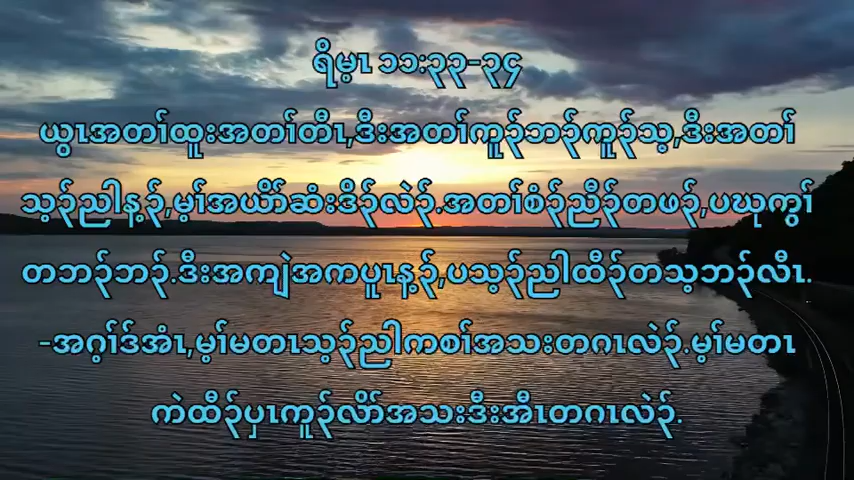 ရိမ့ၤ ၁၁:၃၃-၃၄
ယွၤအတၢ်ထူးအတၢ်တီၤ,ဒီးအတၢ်ကူၣ်ဘၣ်ကူၣ်သ့,ဒီးအတၢ်
သ့ၣ်ညါန့ၣ်,မ့ၢ်အယိာ်ဆံးဒိၣ်လဲၣ်.အတၢ်စံၣ်ညီၣ်တဖၣ်,ပဃုကွၢ်
တဘၣ်ဘၣ်.ဒီးအကျဲအကပူၤန့ၣ်,ပသ့ၣ်ညါထီၣ်တသ့ဘၣ်လီၤ.
-အဂ့ၢ်ဒ်အံၤ,မ့ၢ်မတၤသ့ၣ်ညါကစၢ်အသးတဂၤလဲၣ်.မ့ၢ်မတၤ
ကဲထီၣ်ပှၤကူၣ်လိာ်အသးဒီးအီၤတဂၤလဲၣ်.